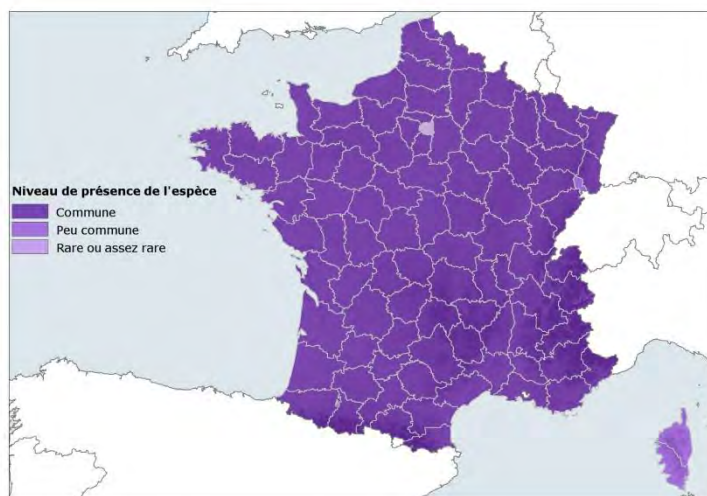 Niveau de présence de l'espèce
Commune
Peu commune
Rare ou assez rare